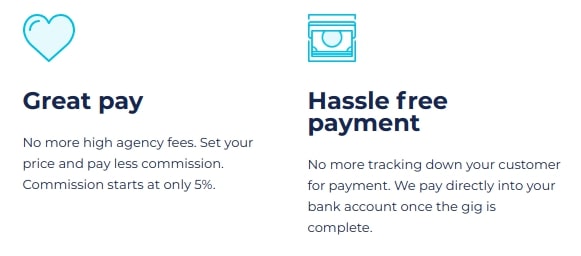 Great pay
No more high agency fees. Set your
price and pay less commission.
Commission starts at only 5%.
Hassle free
payment
No more tracking down your customer
for payment. We pay directly into your
bank account once the gig is
complete.